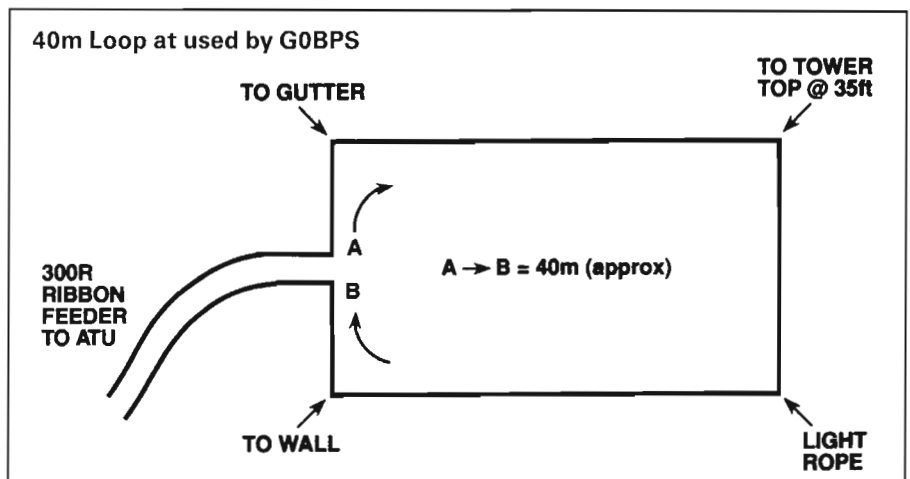 40m Loop at used by G0BPS
TO GUTTER
TO TOWER
TOP @ 35ft
A
A → B = 40m (approx)
B
300R
RIBBON
FEEDER
TO ATU
TO WALL
LIGHT
ROPE